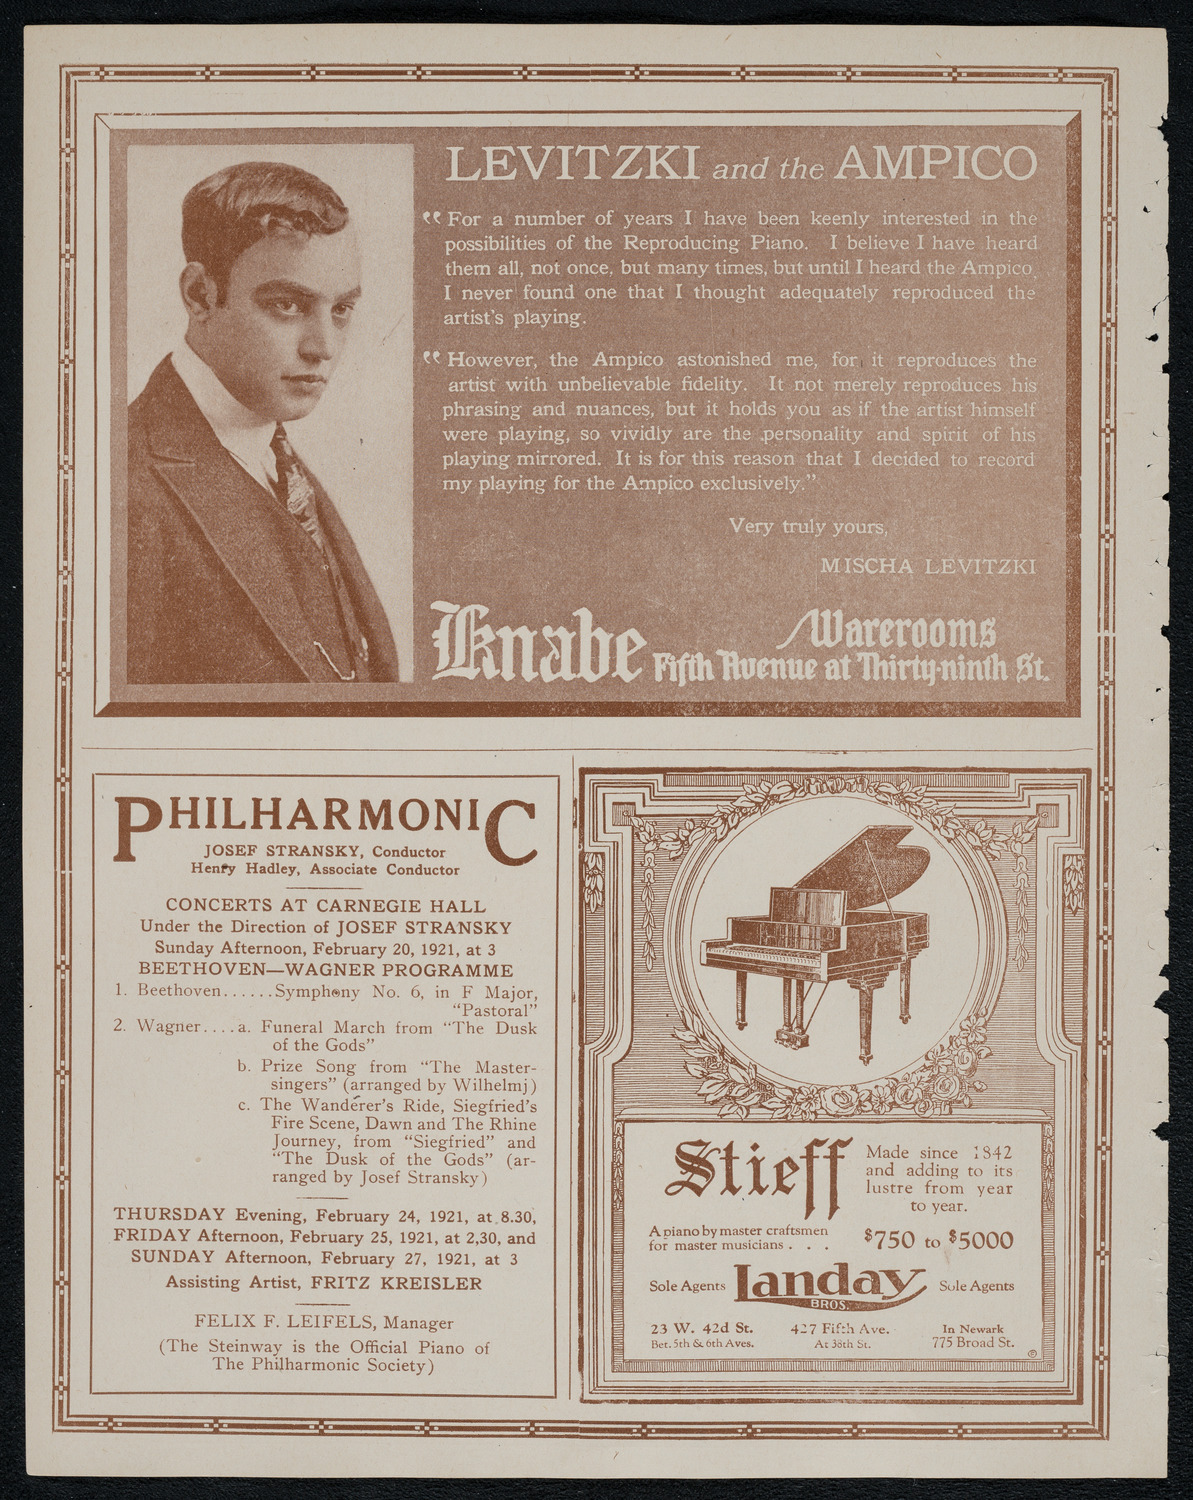 LEVITZKI and the AMPICO
“ For a number of years I have been keenly interested in the
possibilities of the Reproducing Piano. I believe I have heard
them all, not once, but many times, but until I heard the Ampico,
I never found one that I thought adequately reproduced the
artist's playing.
“ However, the Ampico astonished me, for it reproduces the
artist with unbelievable fidelity. It not merely reproduces his
phrasing and nuances, but it holds you as if the artist himself
were playing, so vividly are the personality and spirit of his
playing mirrored. It is for this reason that I decided to record
my playing for the Ampico exclusively.”
Very truly yours,
MISCHA LEVITZKI
Knabe Warerooms
Fifth Avenue at Thirty-ninth St.
PHILHARMONIC
JOSEF STRANSKY, Conductor
Henry Hadley, Associate Conductor
CONCERTS AT CARNEGIE HALL
Under the Direction of JOSEF STRANSKY
Sunday Afternoon, February 20, 1921, at 3
BEETHOVEN—WAGNER PROGRAMME
1. Beethoven......Symphony No. 6, in F Major,
“Pastoral”
2. Wagner....a. Funeral March from “The Dusk
of the Gods”
b. Prize Song from “The Master-
singers” (arranged by Wilhelmj)
c. The Wanderer's Ride, Siegfried's
Fire Scene, Dawn and The Rhine
Journey, from “Siegfried” and
“The Dusk of the Gods” (ar-
ranged by Josef Stransky)
THURSDAY Evening, February 24, 1921, at 8.30,
FRIDAY Afternoon, February 25, 1921, at 2,30, and
SUNDAY Afternoon, February 27, 1921, at 3
Assisting Artist, FRITZ KREISLER
FELIX F. LEIFELS, Manager
(The Steinway is the Official Piano of
The Philharmonic Society)
Stieff
Made since 1842
and adding to its
lustre from year
to year.
A piano by master craftsmen
for master musicians . . .
$750 to $5000
Sole Agents Landay Sole Agents
BROS.
23 W. 42d St. 427 Fifth Ave. In Newark
Bet. 5th & 6th Aves. At 38th St. 775 Broad St.